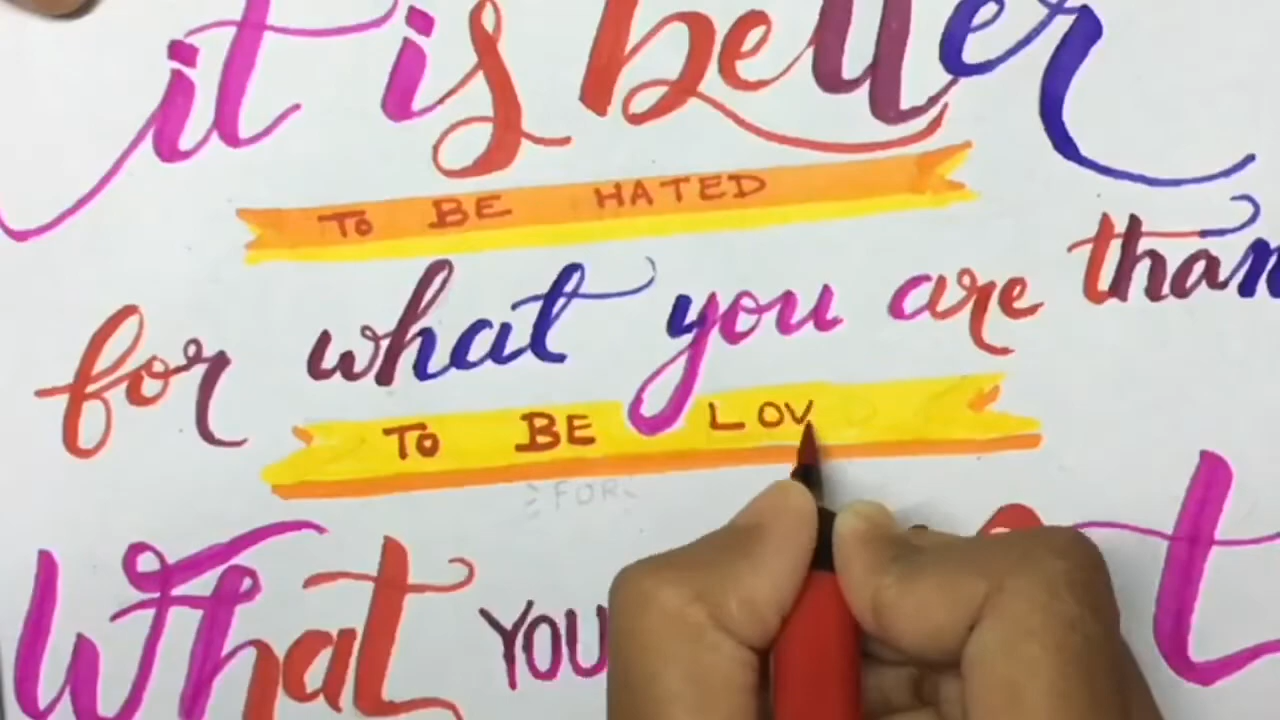 it is better
TO BE HATED
for what you are than
TO BE LOV
FOR
What YOU